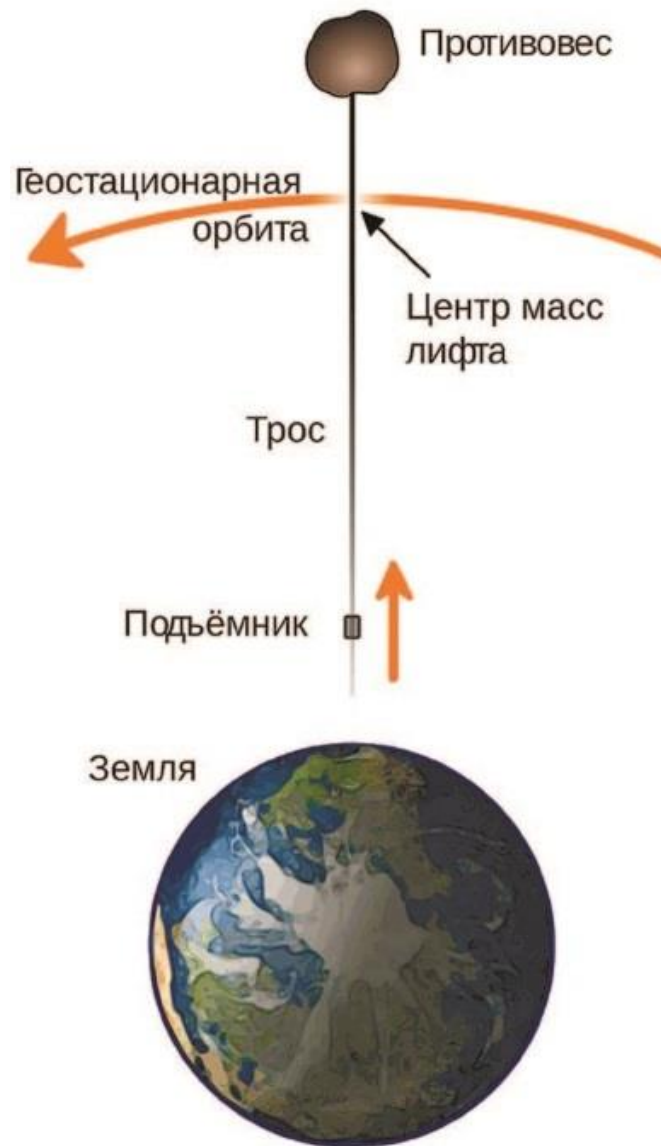 Противовес
Геостационарная
орбита
Центр масс
лифта
Трос
Подъёмник
Земля